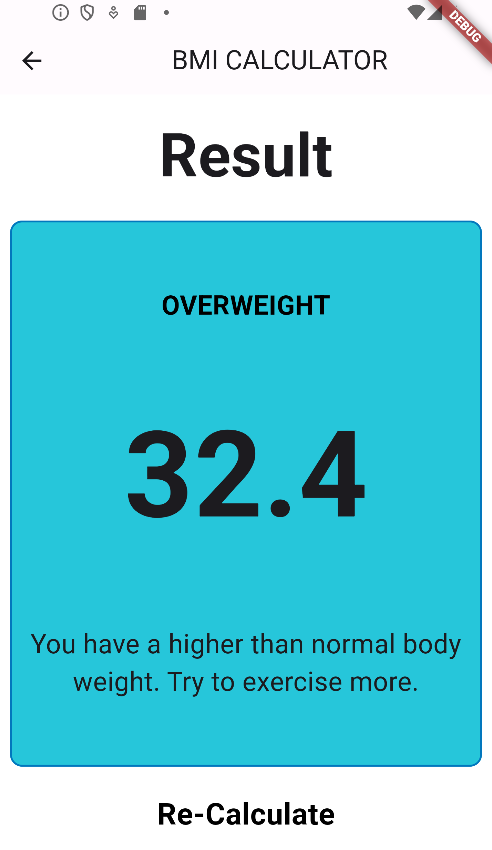 DEBUG
BMI CALCULATOR
Result
OVERWEIGHT
32.4
You have a higher than normal body
weight. Try to exercise more.
Re-Calculate